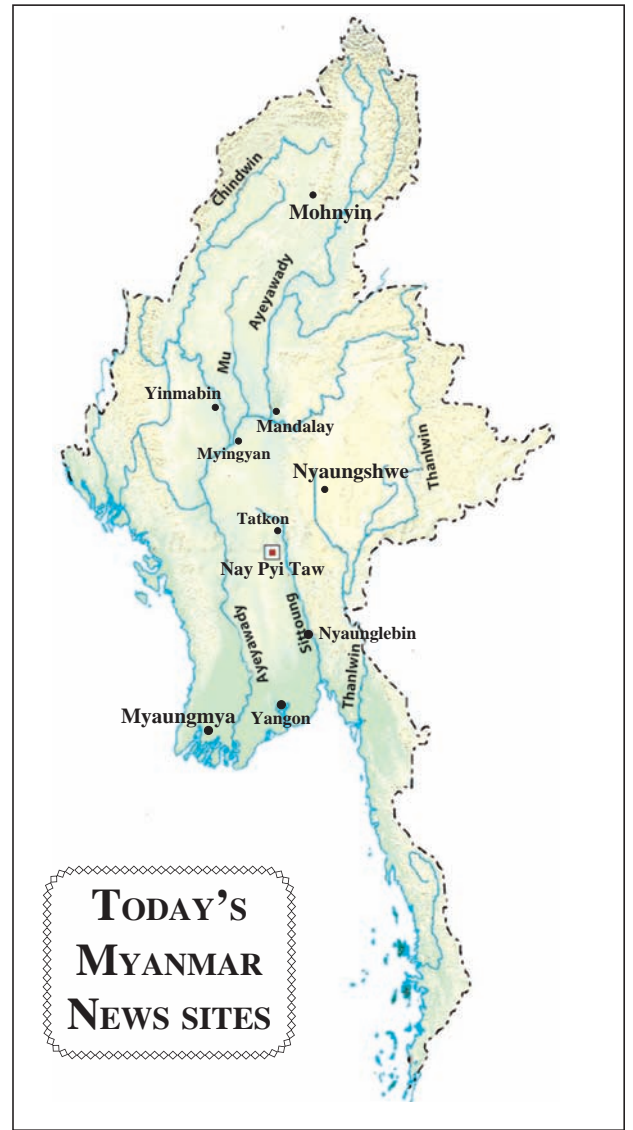 Chindwin
Mohnyin
Ayeyawady
Mu
Yinmabin
Mandalay
Myingyan
Thanlwin
Nyaungshwe
Tatkon
Nay Pyi Taw
Ayeyawady
Sittoung
Nyaunglebin
Thanlwin
Myaungmya
Yangon
TODAY'S
MYANMAR
NEWS SITES